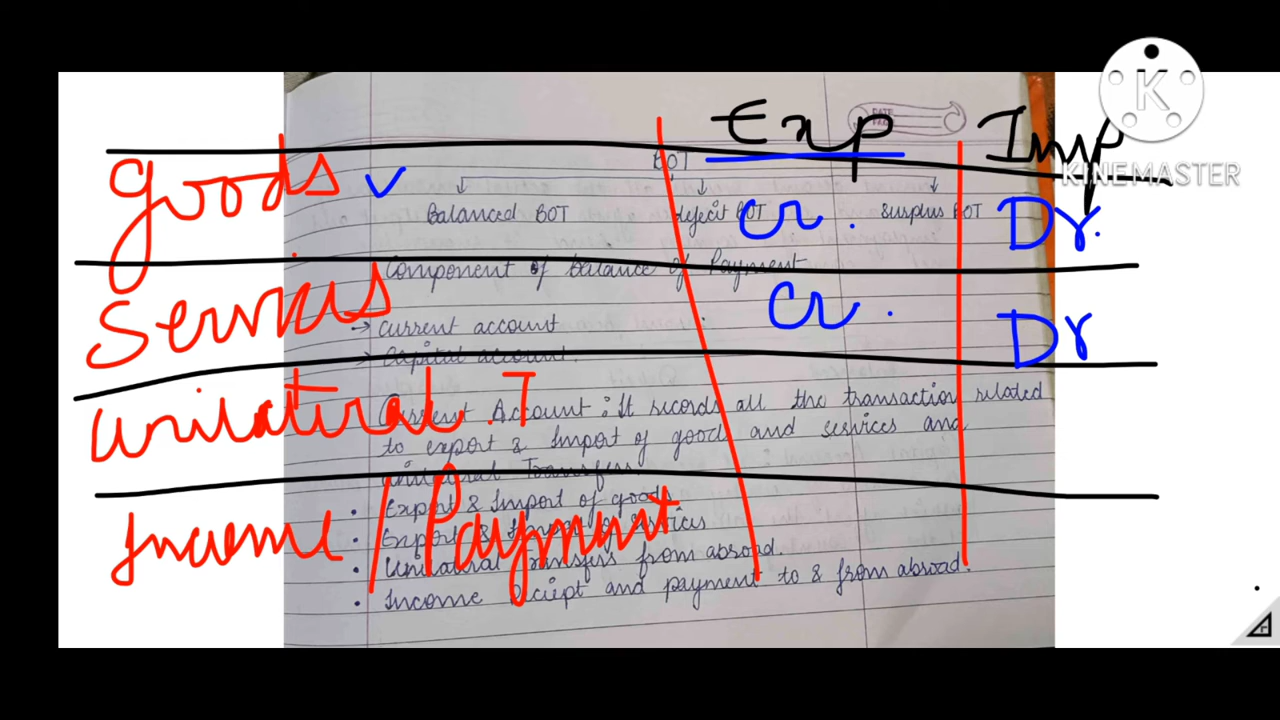 Exp Imp
KINEMASTER
BOT
goods Cr. Dr.
Balanced BOT deject BOT Surplus BOT
Component of Balance of Payment
Services Cr. Dr
→ Current account
→ Capital account.
Unilatiral. T
Current Account : It records all the transaction related
to export & Import of goods and services and
unilateral Transfers
• Export & Import of goods
Income / Payment
• Export & Import of Services
• Unilateral Transfers from abroad.
• Income Reciept and payment to & from abroad.